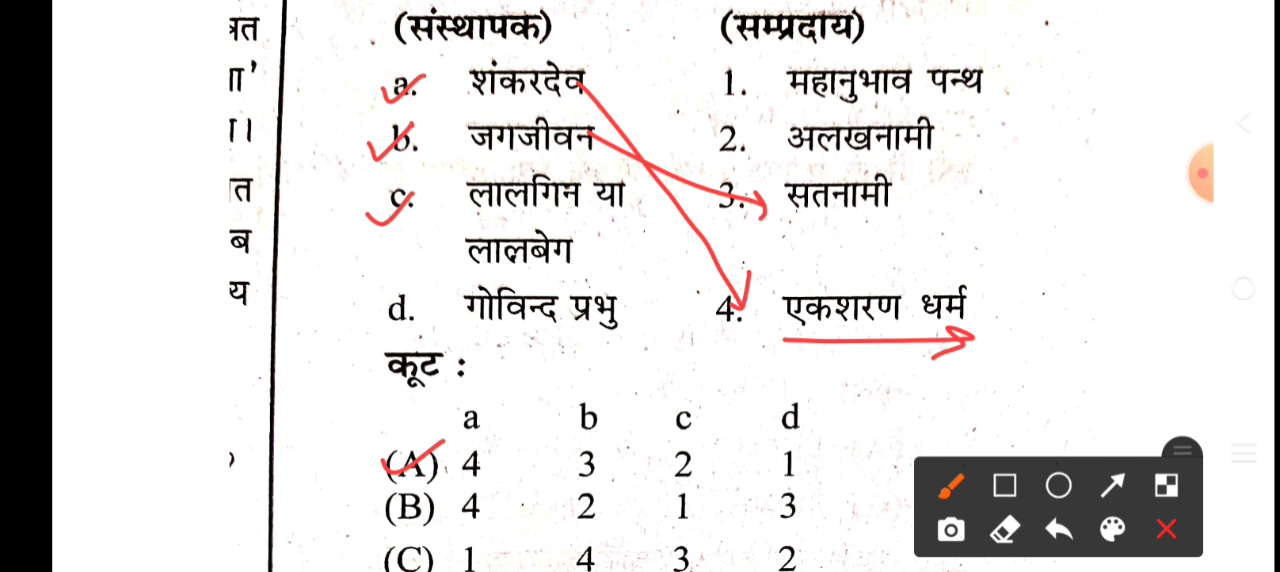 (संस्थापक) (सम्प्रदाय)
a. शंकरदेव 1. महानुभाव पन्थ
b. जगजीवन 2. अलखनामी
c. लालगिन या 3. सतनामी
लालबेग
d. गोविन्द प्रभु 4. एकशरण धर्म
कूट :
a b c d
(A) 4 3 2 1
(B) 4 2 1 3
(C) 1 4 3 2